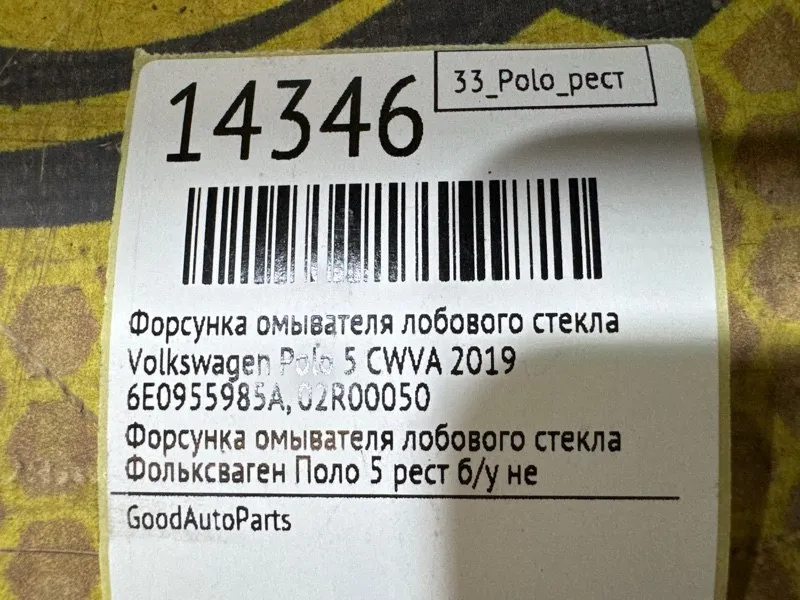 14346
33_Polo_рест
Форсунка омывателя лобового стекла
Volkswagen Polo 5 CWVA 2019
6E0955985A, 02R00050
Форсунка омывателя лобового стекла
Фольксваген Поло 5 рест б/у не
GoodAutoParts